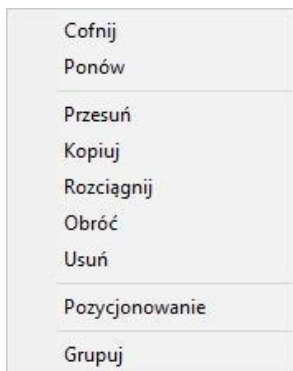 Cofnij
Ponów
Przesuń
Kopiuj
Rozciągnij
Obróć
Usuń
Pozycjonowanie
Grupuj